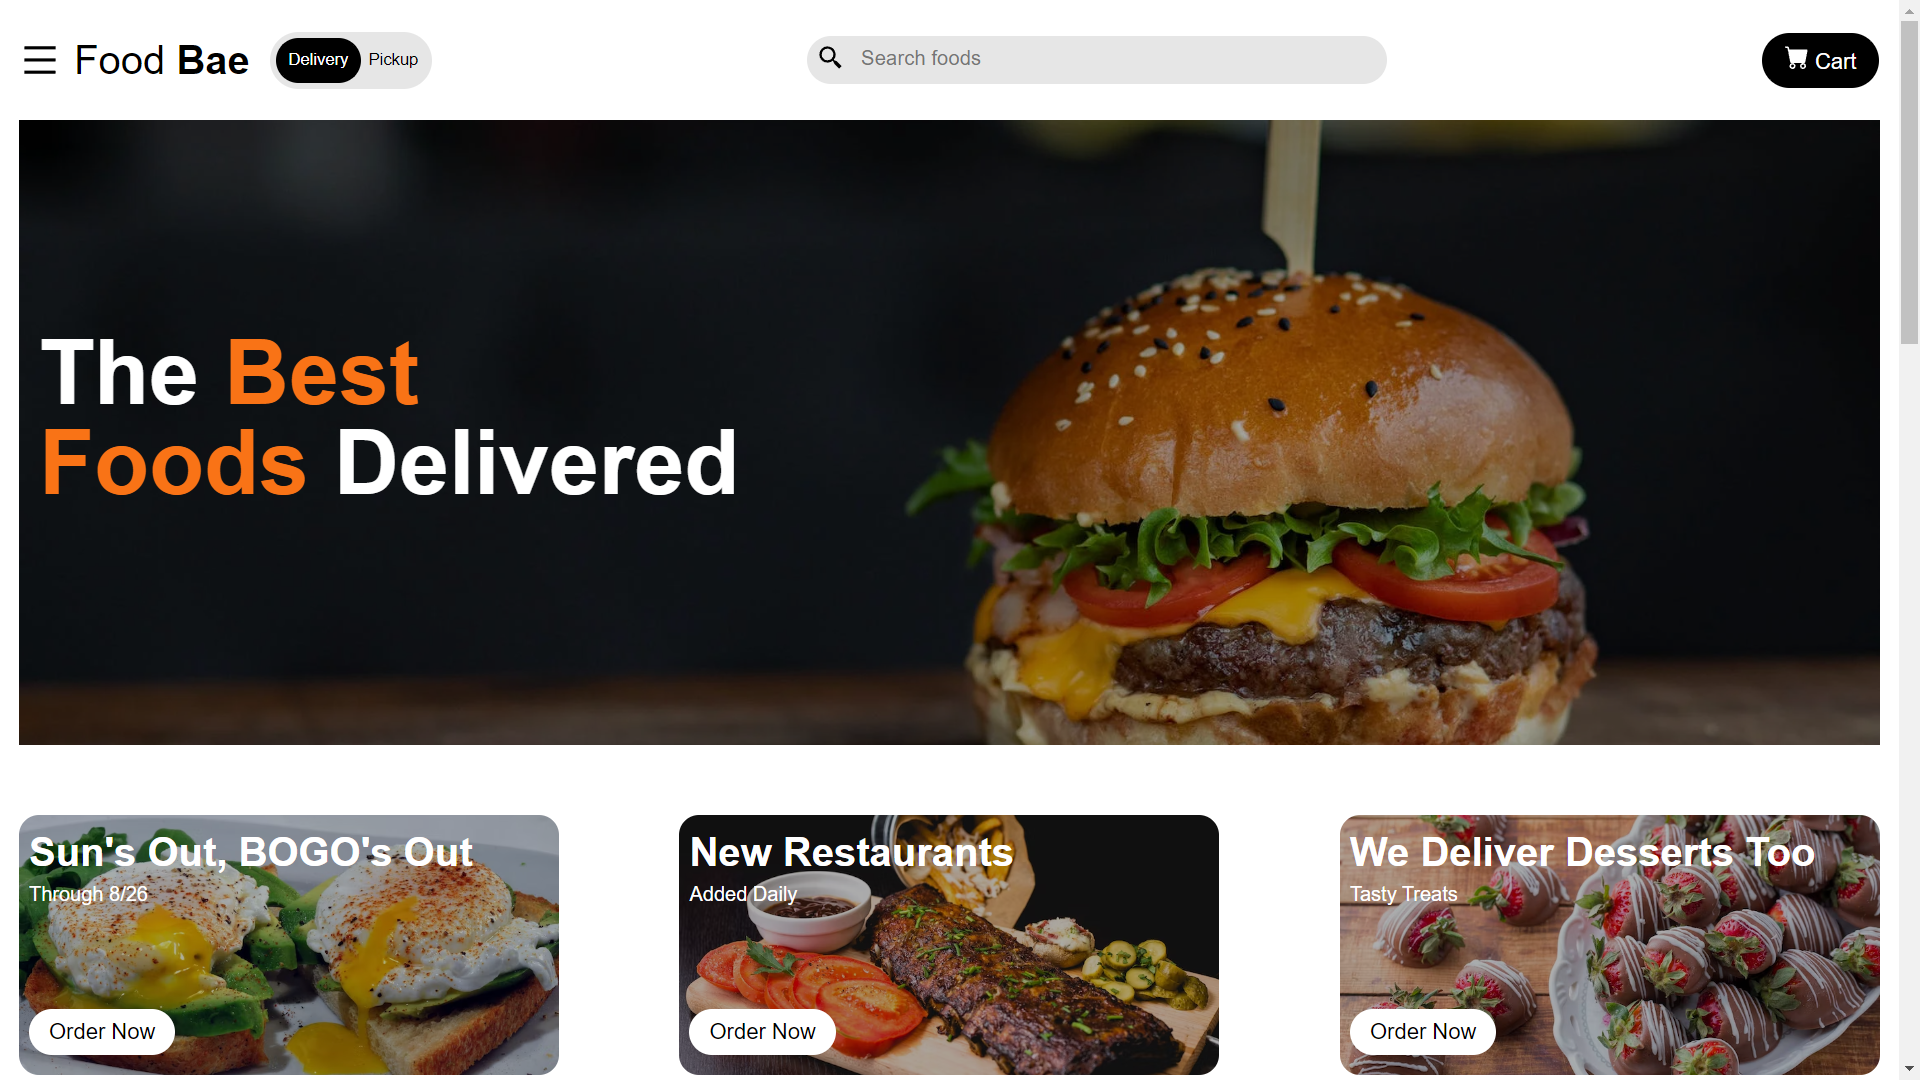 Food Bae
Delivery Pickup
Search foods
Cart
The Best
Foods Delivered
Sun's Out, BOGO's Out
Through 8/26
Order Now
New Restaurants
Added Daily
Order Now
We Deliver Desserts Too
Tasty Treats
Order Now